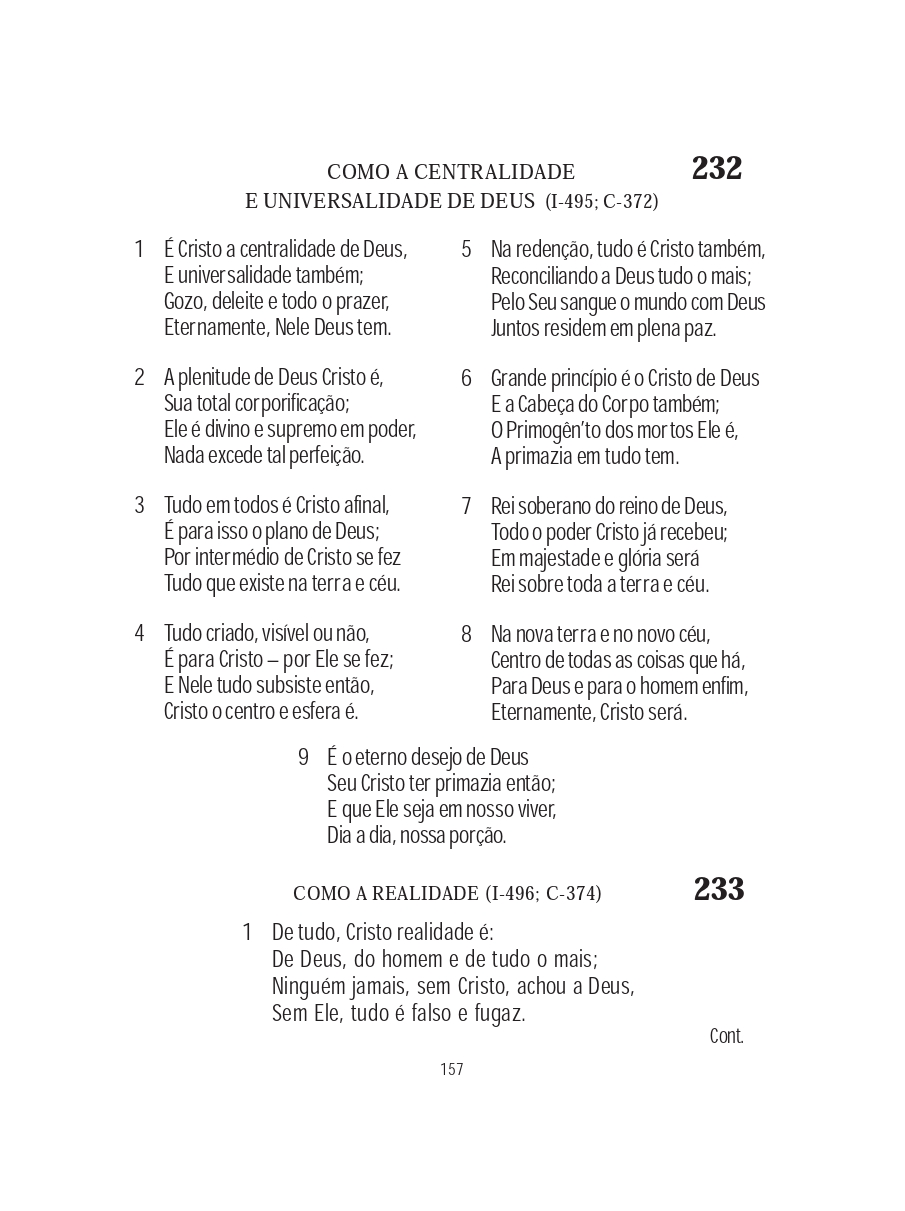 COMO A CENTRALIDADE 232
E UNIVERSALIDADE DE DEUS (I-495; C-372)
1 É Cristo a centralidade de Deus,
E universalidade também;
Gozo, deleite e todo o prazer,
Eternamente, Nele Deus tem.
2 A plenitude de Deus Cristo é,
Sua total corporificação;
Ele é divino e supremo em poder,
Nada excede tal perfeição.
3 Tudo em todos é Cristo afinal,
É para isso o plano de Deus;
Por intermédio de Cristo se fez
Tudo que existe na terra e céu.
4 Tudo criado, visível ou não,
É para Cristo – por Ele se fez;
E Nele tudo subsiste então,
Cristo o centro e esfera é.
5 Na redenção, tudo é Cristo também,
Reconciliando a Deus tudo o mais;
Pelo Seu sangue o mundo com Deus
Juntos residem em plena paz.
6 Grande princípio é o Cristo de Deus
E a Cabeça do Corpo também;
O Primogên’to dos mortos Ele é,
A primazia em tudo tem.
7 Rei soberano do reino de Deus,
Todo o poder Cristo já recebeu;
Em majestade e glória será
Rei sobre toda a terra e céu.
8 Na nova terra e no novo céu,
Centro de todas as coisas que há,
Para Deus e para o homem enfim,
Eternamente, Cristo será.
9 É o eterno desejo de Deus
Seu Cristo ter primazia então;
E que Ele seja em nosso viver,
Dia a dia, nossa porção.
COMO A REALIDADE (I-496; C-374) 233
1 De tudo, Cristo realidade é:
De Deus, do homem e de tudo o mais;
Ninguém jamais, sem Cristo, achou a Deus,
Sem Ele, tudo é falso e fugaz.
Cont.
157